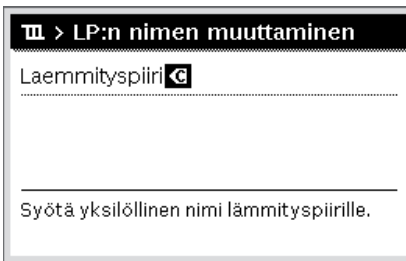 > LP:n nimen muuttaminen
Laemmityspiiri C
Syötä yksilöllinen nimi lämmityspiirille.